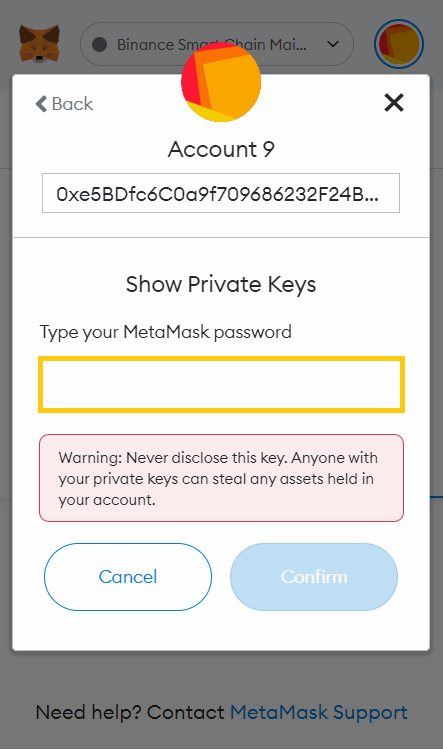 Binance Smart Chain Mai...
Back
Account 9
0xe5BDfc6C0a9f709686232F24B...
Show Private Keys
Type your MetaMask password
Warning: Never disclose this key. Anyone with
your private keys can steal any assets held in
your account.
Cancel
Confirm
Need help? Contact MetaMask Support